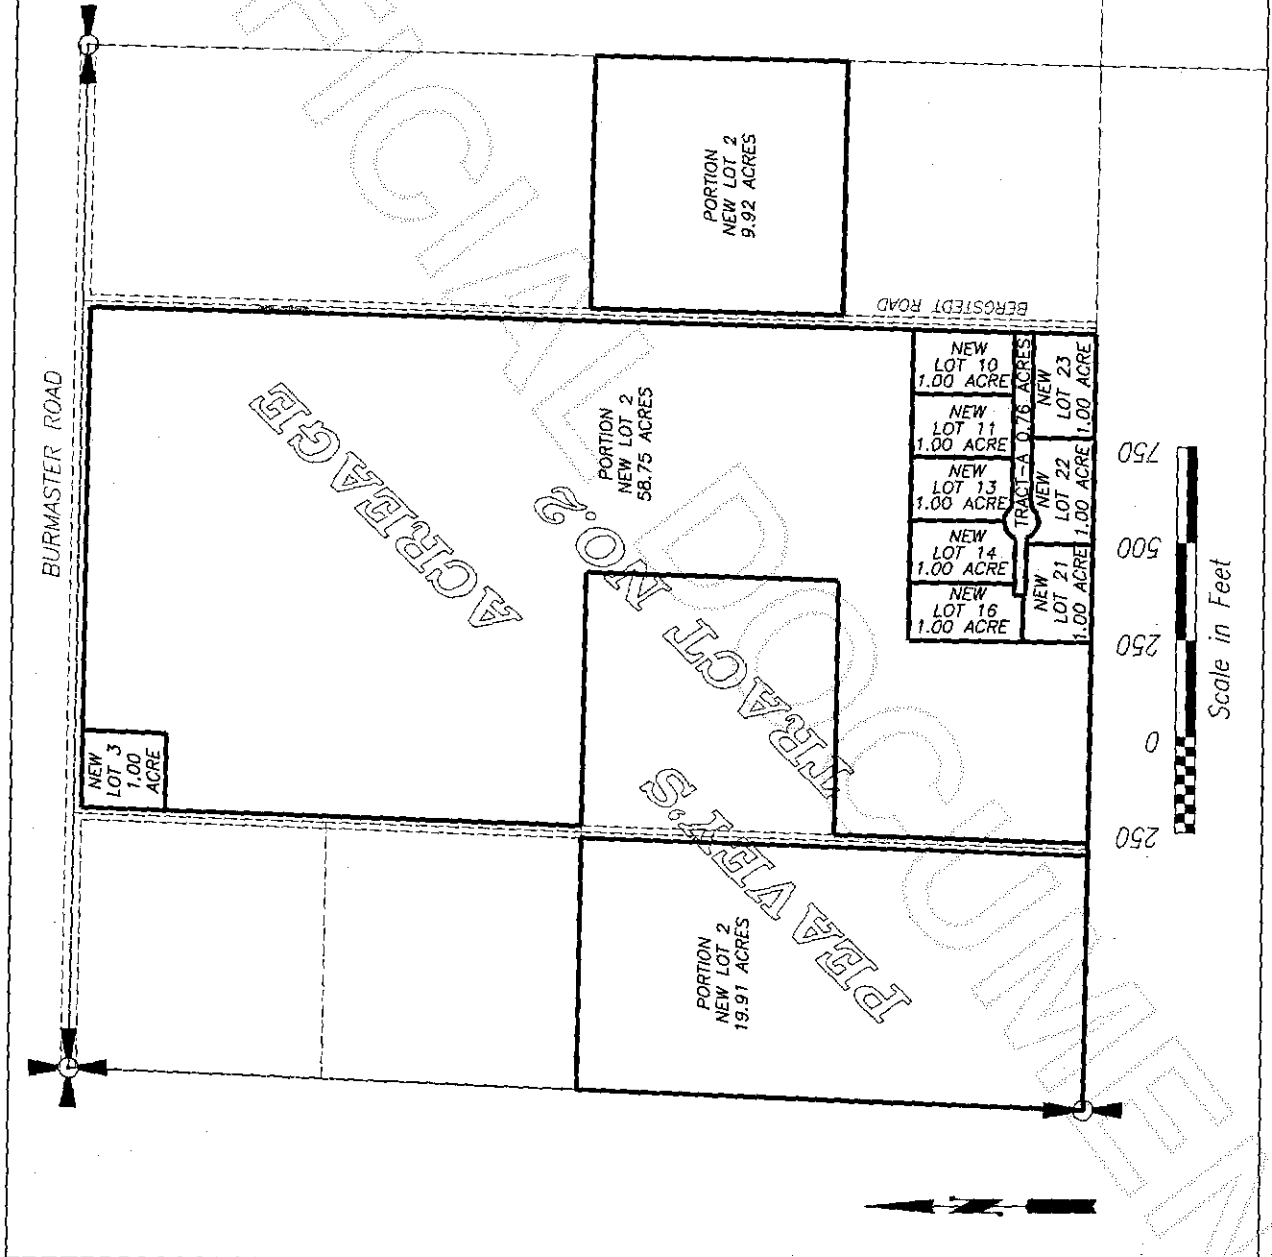 BURMASTER ROAD
BERGSTEDT ROAD
PORTION
NEW LOT 2
9.92 ACRES
PORTION
NEW LOT 2
58.75 ACRES
PORTION
NEW LOT 2
19.91 ACRES
NEW
LOT 3
1.00
ACRE
NEW
LOT 10
1.00 ACRE
NEW
LOT 11
1.00 ACRE
NEW
LOT 13
1.00 ACRE
NEW
LOT 14
1.00 ACRE
NEW
LOT 16
1.00 ACRE
TRACT-A 0.76 ACRES
NEW
LOT 23
1.00 ACRE
NEW
LOT 22
1.00 ACRE
NEW
LOT 21
1.00 ACRE
PEAVEY'S
TRACT NO.2
ACREAGE
250 0 250 500 750
Scale in Feet
N
FICIAL DOCUMEN